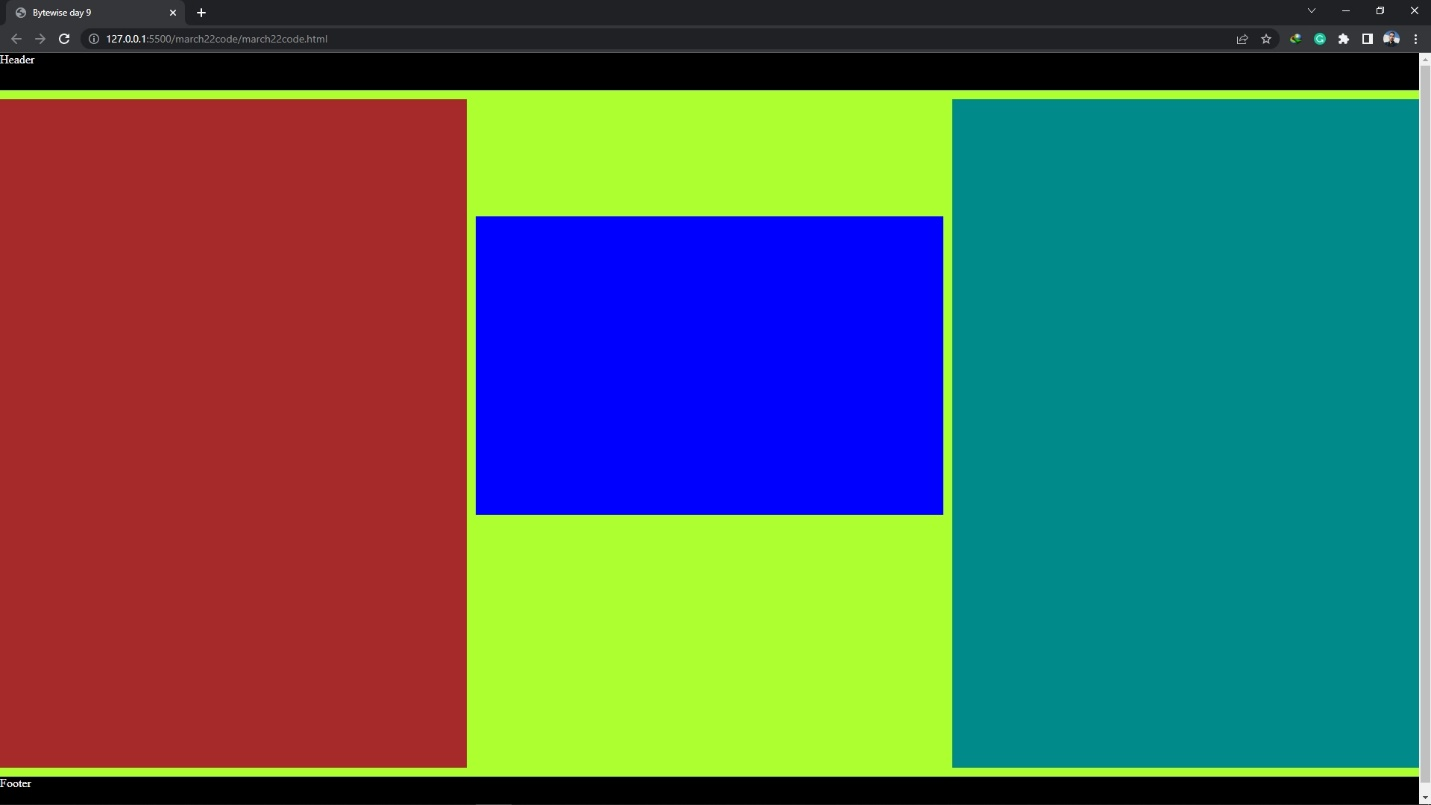 Bytewise day 9
127.0.0.1:5500/march22code/march22code.html
Header
Footer